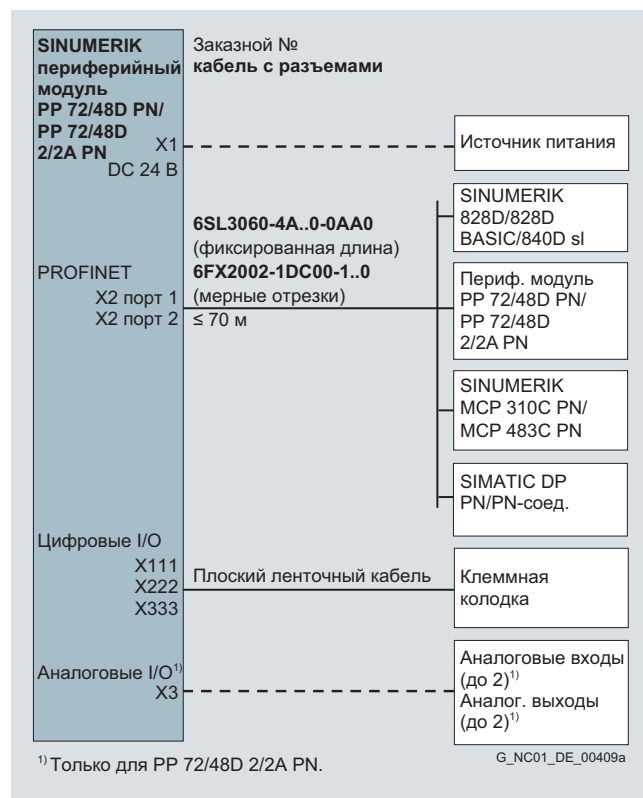 SINUMERIK
периферийный
модуль
PP 72/48D PN/
PP 72/48D
2/2A PN
X1
DC 24 В
Заказной №
кабель с разъемами
Источник питания
6SL3060-4A..0-0AA0
(фиксированная длина)
6FX2002-1DC00-1..0
(мерные отрезки)
≤ 70 м
PROFINET
X2 порт 1
X2 порт 2
SINUMERIK
828D/828D
BASIC/840D sl
Периф. модуль
PP 72/48D PN/
PP 72/48D
2/2A PN
SINUMERIK
MCP 310C PN/
MCP 483C PN
SIMATIC DP
PN/PN-соед.
Цифровые I/O
X111
X222
X333
Плоский ленточный кабель
Клеммная
колодка
Аналоговые I/O¹⁾
X3
Аналоговые входы
(до 2)¹⁾
Аналог. выходы
(до 2)¹⁾
¹⁾ Только для PP 72/48D 2/2A PN.
G_NC01_DE_00409a